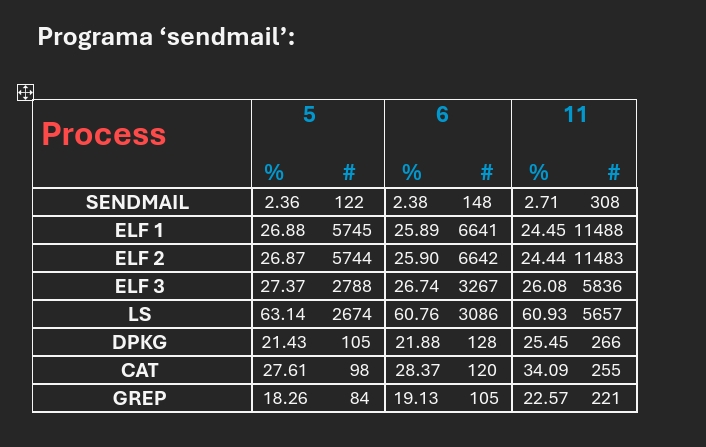 Programa ‘sendmail’:
Process 5 6 11
% # % # % #
SENDMAIL 2.36 122 2.38 148 2.71 308
ELF 1 26.88 5745 25.89 6641 24.45 11488
ELF 2 26.87 5744 25.90 6642 24.44 11483
ELF 3 27.37 2788 26.74 3267 26.08 5836
LS 63.14 2674 60.76 3086 60.93 5657
DPKG 21.43 105 21.88 128 25.45 266
CAT 27.61 98 28.37 120 34.09 255
GREP 18.26 84 19.13 105 22.57 221